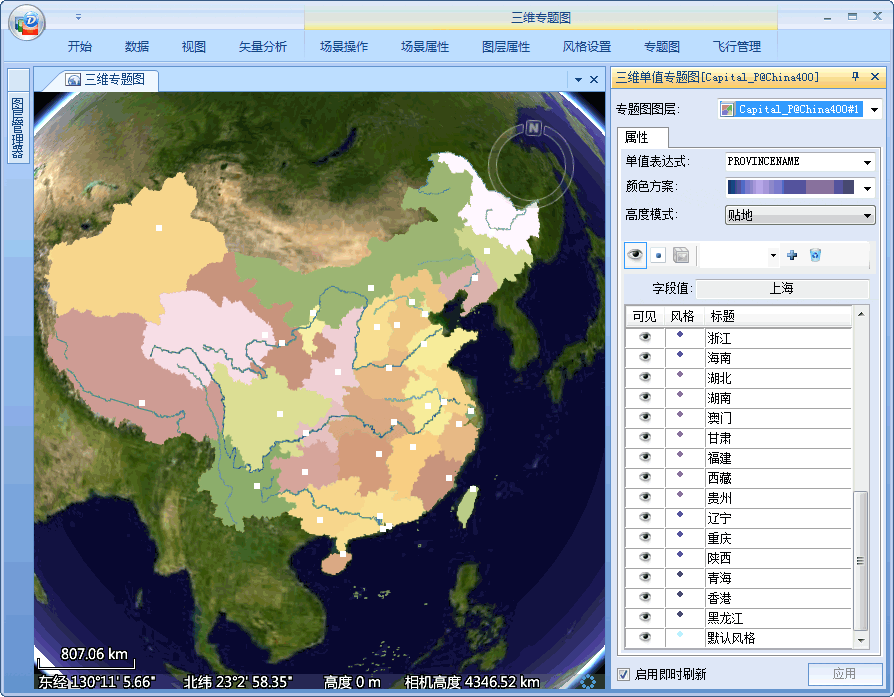 三维专题图
开始 数据 视图 矢量分析 场景操作 场景属性 图层属性 风格设置 专题图 飞行管理
图层管理器
三维专题图
N
807.06 km
东经 130°11' 5.66" 北纬 23°2' 58.35" 高度 0 m 相机高度 4346.52 km
三维单值专题图[Capital_P@China400]
专题图图层: Capital_P@China400#1
属性
单值表达式: PROVINCENAME
颜色方案:
高度模式: 贴地
字段值: 上海
可见 风格 标题
浙江
海南
湖北
湖南
澳门
甘肃
福建
西藏
贵州
辽宁
重庆
陕西
青海
香港
黑龙江
默认风格
启用即时刷新 应用